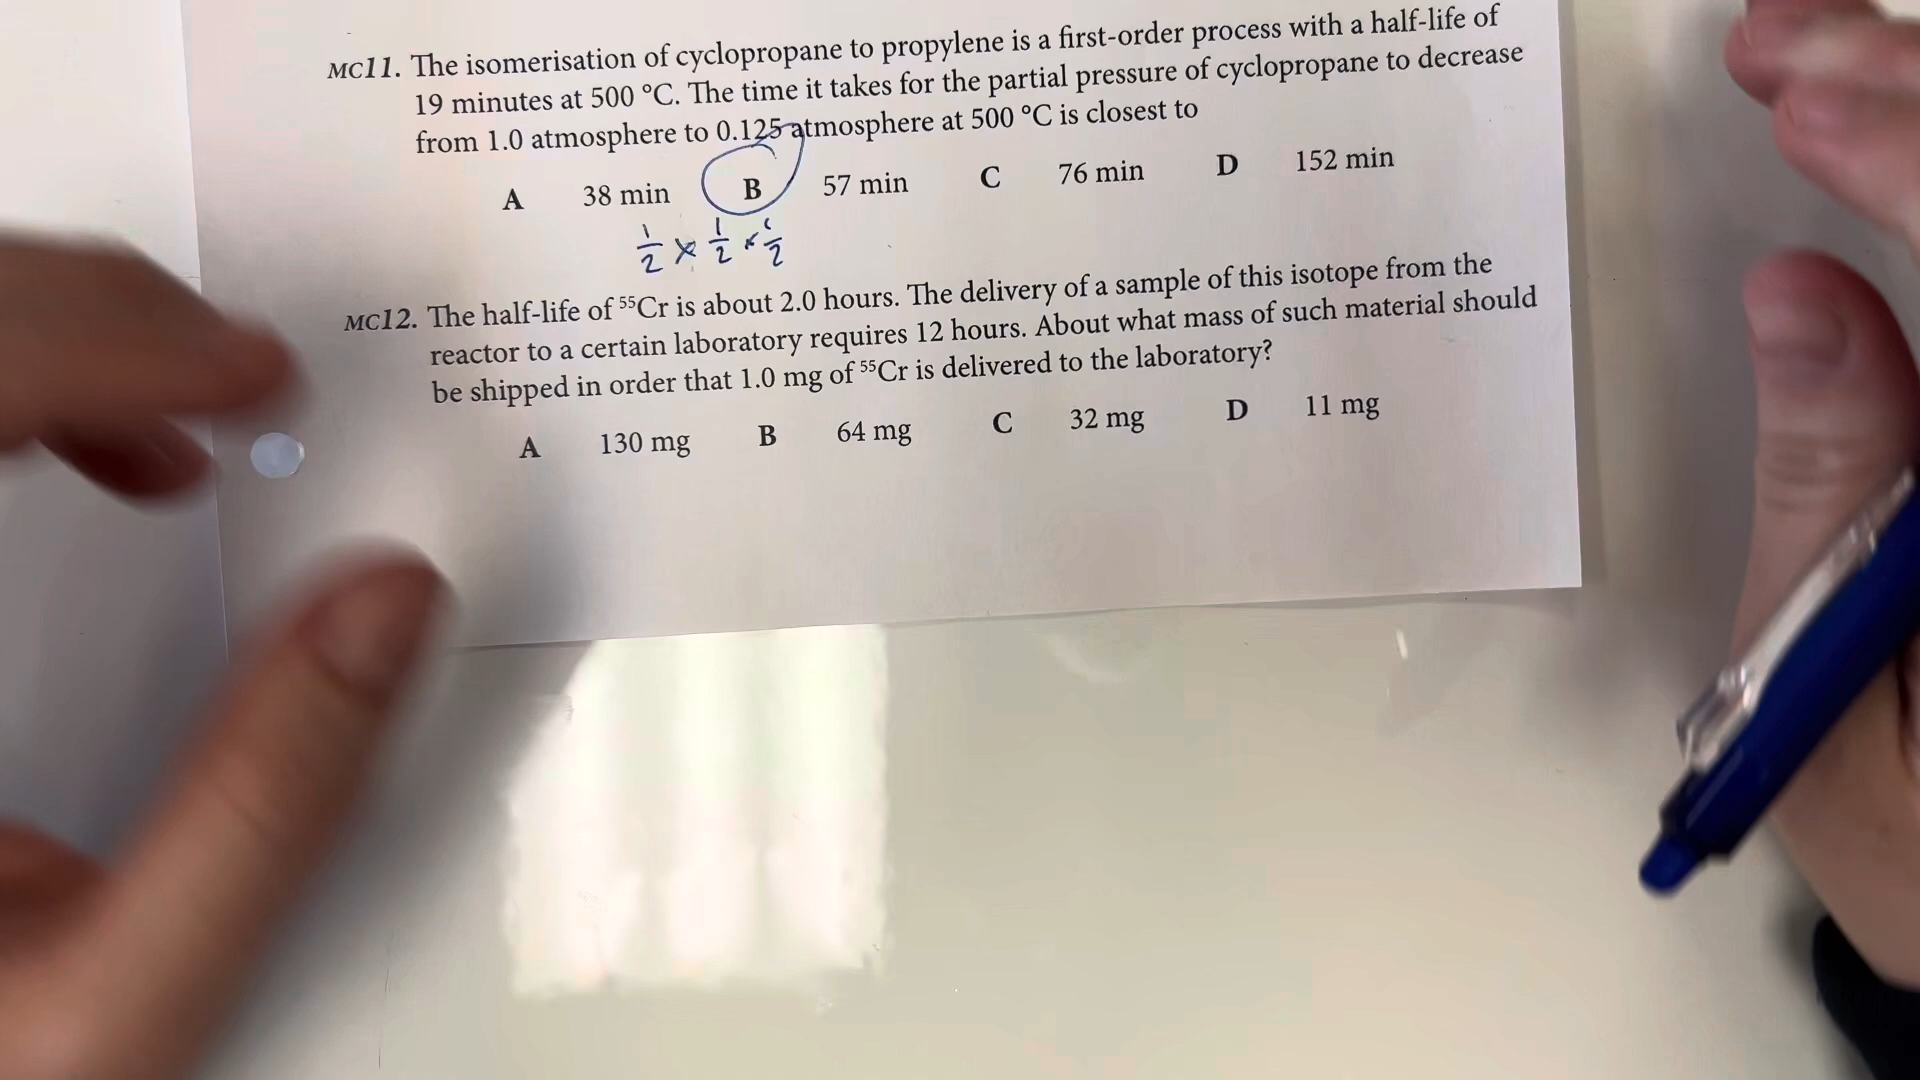 MC11. The isomerisation of cyclopropane to propylene is a first-order process with a half-life of
19 minutes at 500 °C. The time it takes for the partial pressure of cyclopropane to decrease
from 1.0 atmosphere to 0.125 atmosphere at 500 °C is closest to
A 38 min B 57 min C 76 min D 152 min
1/2 × 1/2 × 1/2
MC12. The half-life of ⁵⁵Cr is about 2.0 hours. The delivery of a sample of this isotope from the
reactor to a certain laboratory requires 12 hours. About what mass of such material should
be shipped in order that 1.0 mg of ⁵⁵Cr is delivered to the laboratory?
A 130 mg B 64 mg C 32 mg D 11 mg